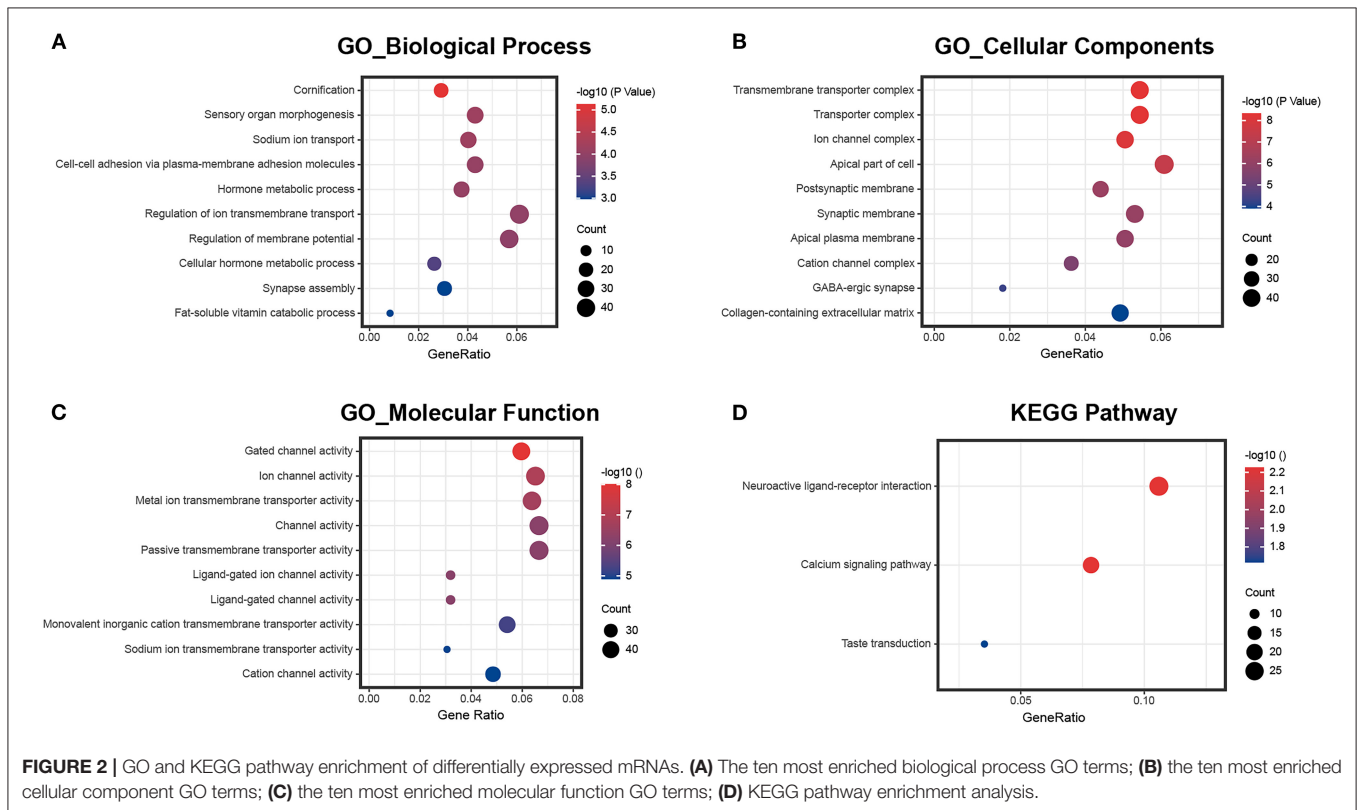 A
GO_Biological Process
Cornification
Sensory organ morphogenesis
Sodium ion transport
Cell-cell adhesion via plasma-membrane adhesion molecules
Hormone metabolic process
Regulation of ion transmembrane transport
Regulation of membrane potential
Cellular hormone metabolic process
Synapse assembly
Fat-soluble vitamin catabolic process
0.00 0.02 0.04 0.06
GeneRatio
-log10 (P Value)
5.0
4.5
4.0
3.5
3.0
Count
10
20
30
40
B
GO_Cellular Components
Transmembrane transporter complex
Transporter complex
Ion channel complex
Apical part of cell
Postsynaptic membrane
Synaptic membrane
Apical plasma membrane
Cation channel complex
GABA-ergic synapse
Collagen-containing extracellular matrix
0.00 0.02 0.04 0.06
GeneRatio
-log10 (P Value)
8
7
6
5
4
Count
20
30
40
C
GO_Molecular Function
Gated channel activity
Ion channel activity
Metal ion transmembrane transporter activity
Channel activity
Passive transmembrane transporter activity
Ligand-gated ion channel activity
Ligand-gated channel activity
Monovalent inorganic cation transmembrane transporter activity
Sodium ion transmembrane transporter activity
Cation channel activity
0.00 0.02 0.04 0.06 0.08
Gene Ratio
-log10 ()
8
7
6
5
Count
30
40
D
KEGG Pathway
Neuroactive ligand-receptor interaction
Calcium signaling pathway
Taste transduction
0.05 0.10
GeneRatio
-log10 ()
2.2
2.1
2.0
1.9
1.8
Count
10
15
20
25
FIGURE 2 | GO and KEGG pathway enrichment of differentially expressed mRNAs. (A) The ten most enriched biological process GO terms; (B) the ten most enriched
cellular component GO terms; (C) the ten most enriched molecular function GO terms; (D) KEGG pathway enrichment analysis.